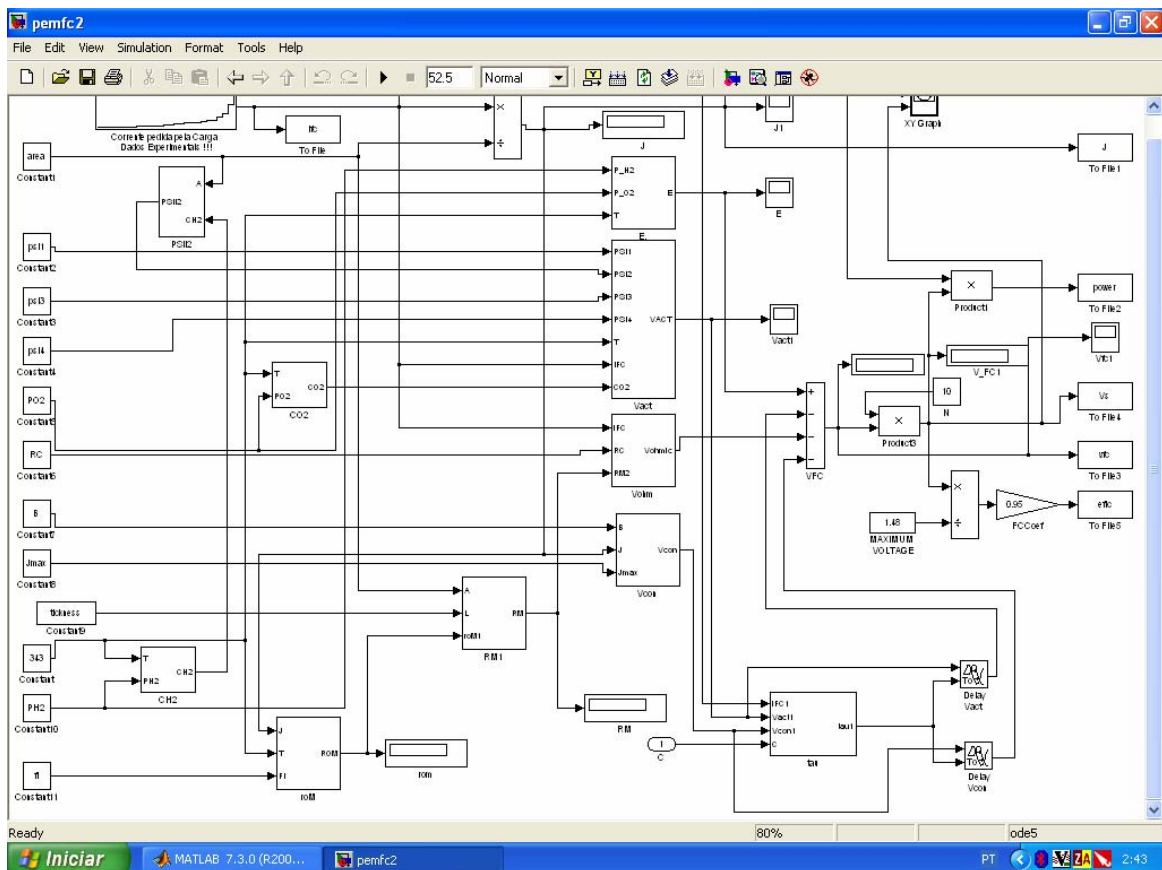 pemfc2
File Edit View Simulation Format Tools Help
52.5 Normal
Corrente pedida pela Carga
Dados Experimentais !!!
To File
J
J1
XY Graph
J
To File1
area
Constant1
A
PSI2
CH2
PSI2
P_H2
P_O2 E
T
E
E
psi1
Constant2
psi3
Constant3
psi4
Constant4
PO2
Constant5
RC
Constant6
B
Constant7
Jmax
Constant8
tickness
Constant9
343
Constant
PH2
Constant10
fi
Constant11
PSI1
PSI2
PSI3
PSI4 VACT
T
IFC
CO2
Vact
Vact1
T
CO2
PO2
CO2
IFC
RC Vohmic
RM2
Volm
B
J Vcon
Jmax
Vcon
A
L RM
roM1
RM1
T
CH2
PH2
CH2
J
T ROM
FI
roM
rom
RM
1
C
IFC1
Vact1
tau1
Vcon1
C
tau
To
Delay
Vact
To
Delay
Vcon
VFC
Product3
10
N
V_FC1
Product1
power
To File2
Vfc1
Vs
To File4
vfc
To File3
1.48
MAXIMUM
VOLTAGE
0.95
FCCoef
efic
To File5
Ready 80% ode5
Iniciar MATLAB 7.3.0 (R200... pemfc2 PT ZA 2:43